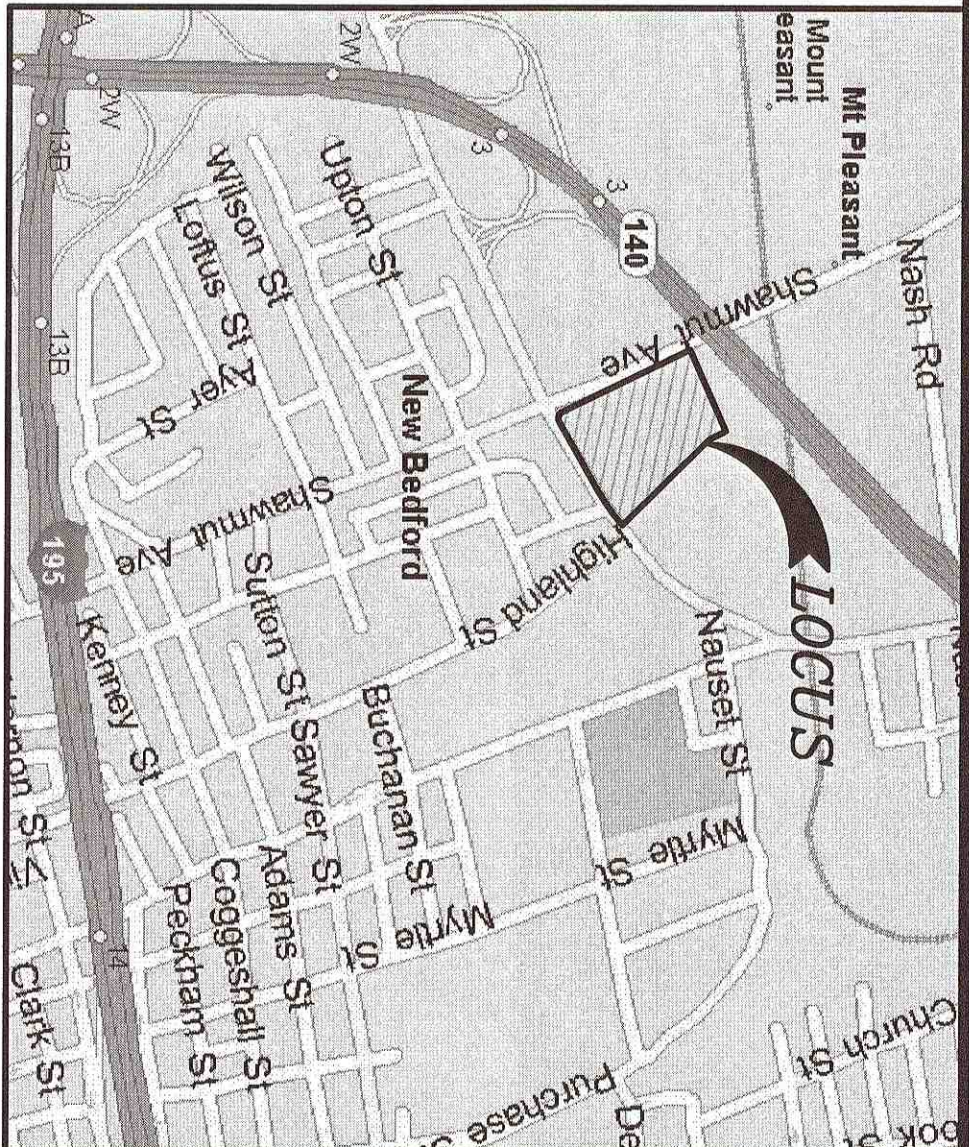 Mount
easant
Mt Pleasant
Nash Rd
Shawmut
Ave
140
3
3
2W
2W
A
13B
13B
Upton St
Wilson St
Loftus St
Ayer
St
New Bedford
LOCUS
Highland
St
Shawmut
Ave
195
Sutton St
Sawyer St
Buchanan St
Kenney St
Nauset St
Myrtle
St
Myrtle
St
Adams St
Coggeshall St
Peckham St
14
Clark St
Church St
Purchase
De